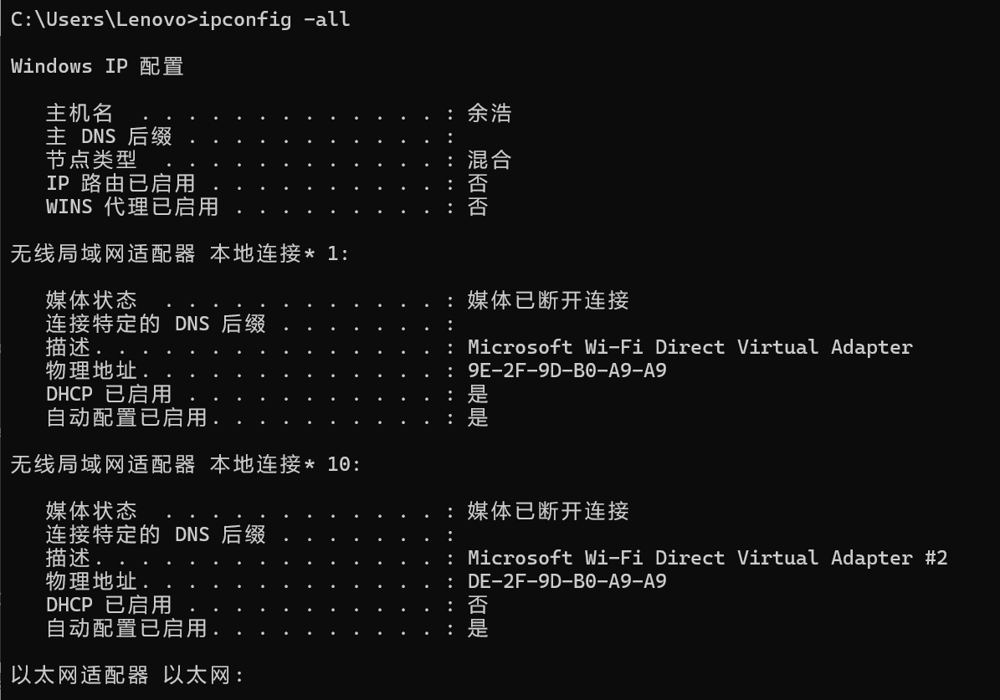 C:\Users\Lenovo>ipconfig -all
Windows IP 配置
主机名  . . . . . . . . . . . . . : 余浩
主 DNS 后缀 . . . . . . . . . . . :
节点类型  . . . . . . . . . . . . : 混合
IP 路由已启用 . . . . . . . . . . : 否
WINS 代理已启用 . . . . . . . . . : 否
无线局域网适配器 本地连接* 1:
媒体状态  . . . . . . . . . . . . : 媒体已断开连接
连接特定的 DNS 后缀 . . . . . . . :
描述. . . . . . . . . . . . . . . : Microsoft Wi-Fi Direct Virtual Adapter
物理地址. . . . . . . . . . . . . : 9E-2F-9D-B0-A9-A9
DHCP 已启用 . . . . . . . . . . . : 是
自动配置已启用. . . . . . . . . . : 是
无线局域网适配器 本地连接* 10:
媒体状态  . . . . . . . . . . . . : 媒体已断开连接
连接特定的 DNS 后缀 . . . . . . . :
描述. . . . . . . . . . . . . . . : Microsoft Wi-Fi Direct Virtual Adapter #2
物理地址. . . . . . . . . . . . . : DE-2F-9D-B0-A9-A9
DHCP 已启用 . . . . . . . . . . . : 否
自动配置已启用. . . . . . . . . . : 是
以太网适配器 以太网: